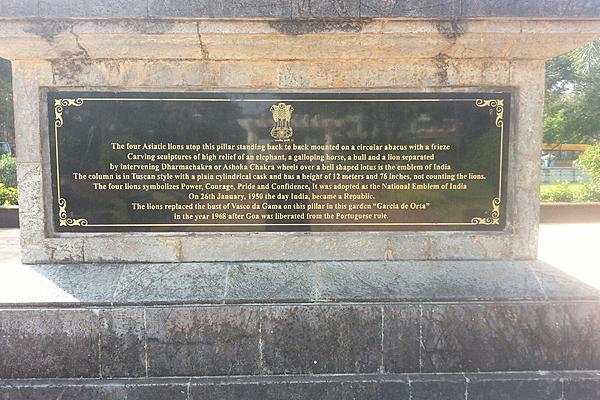 The four Asiatic lions atop this pillar standing back to back mounted on a circular abacus with a frieze
Carving sculptures of high relief of an elephant, a galloping horse, a bull and a lion separated
by intervening Dharmachakra or Ashoka Chakra wheels over a bell shaped lotus is the emblem of India
The column is in Tuscan style with a plain cylindrical cask and has a height of 12 meters and 76 inches, not counting the lions.
The four lions symbolizes Power, Courage, Pride and Confidence, It was adopted as the National Emblem of India
On 26th January, 1950 the day India, became a Republic.
The lions replaced the bust of Vasco da Gama on this pillar in this garden "Garcia de Orta"
in the year 1968 after Goa was liberated from the Portuguese rule.